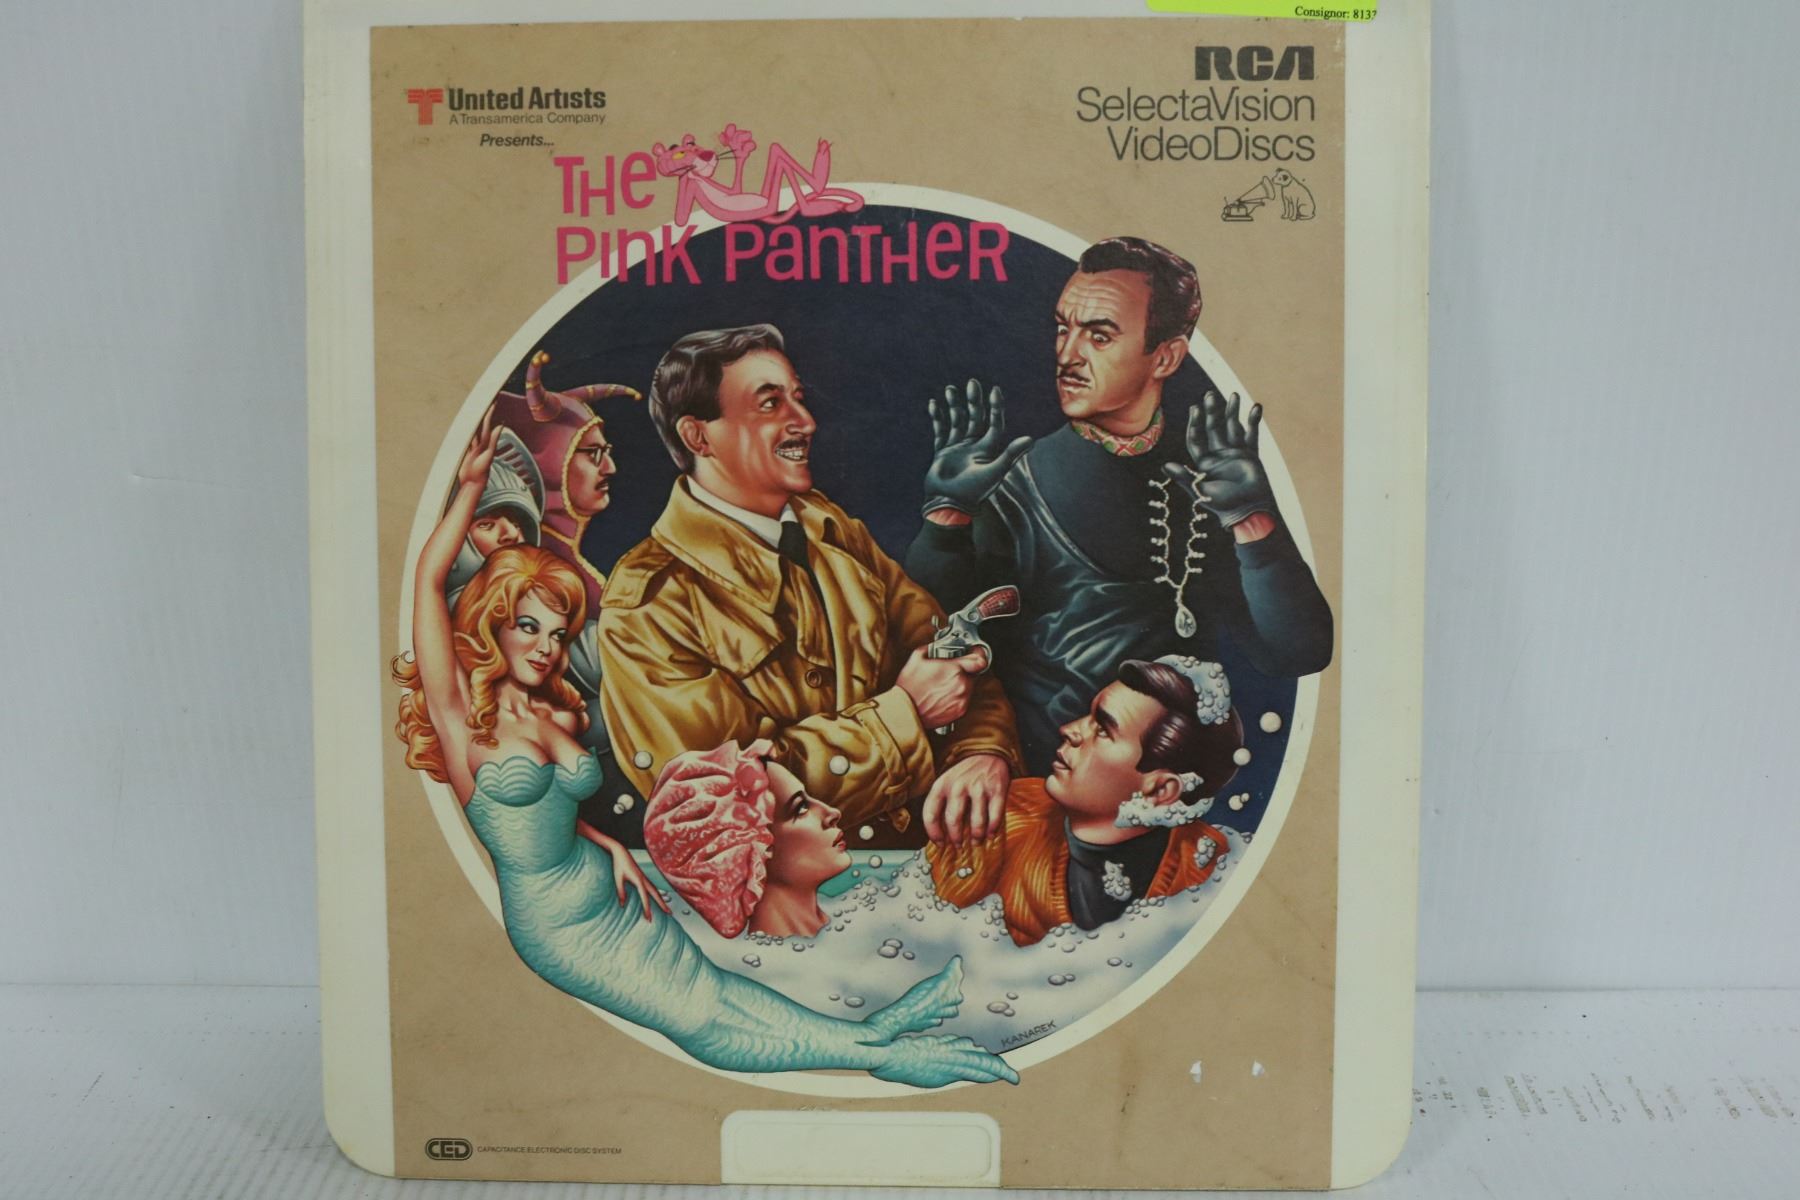 Consignor: 813
RCA
SelectaVision
VideoDiscs
United Artists
A Transamerica Company
Presents...
THE
PINK PANTHER
KANAREK
CED CAPACITANCE ELECTRONIC DISC SYSTEM